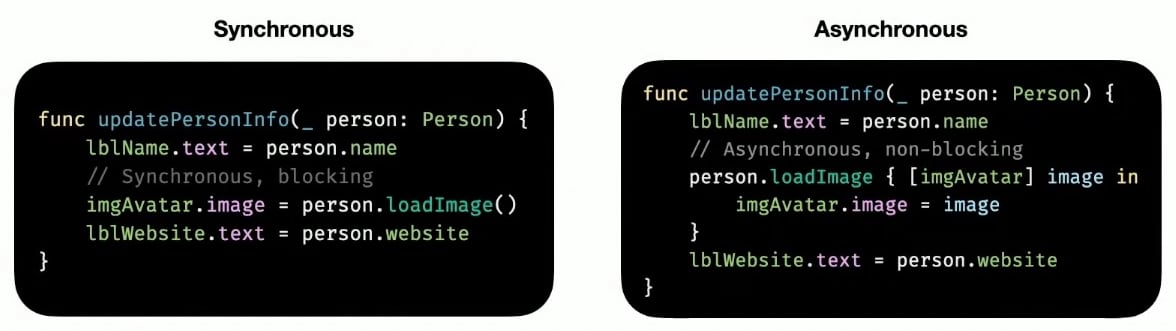 Synchronous
func updatePersonInfo(_ person: Person) {
    lblName.text = person.name
    // Synchronous, blocking
    imgAvatar.image = person.loadImage()
    lblWebsite.text = person.website
}
Asynchronous
func updatePersonInfo(_ person: Person) {
    lblName.text = person.name
    // Asynchronous, non-blocking
    person.loadImage { [imgAvatar] image in
        imgAvatar.image = image
    }
    lblWebsite.text = person.website
}